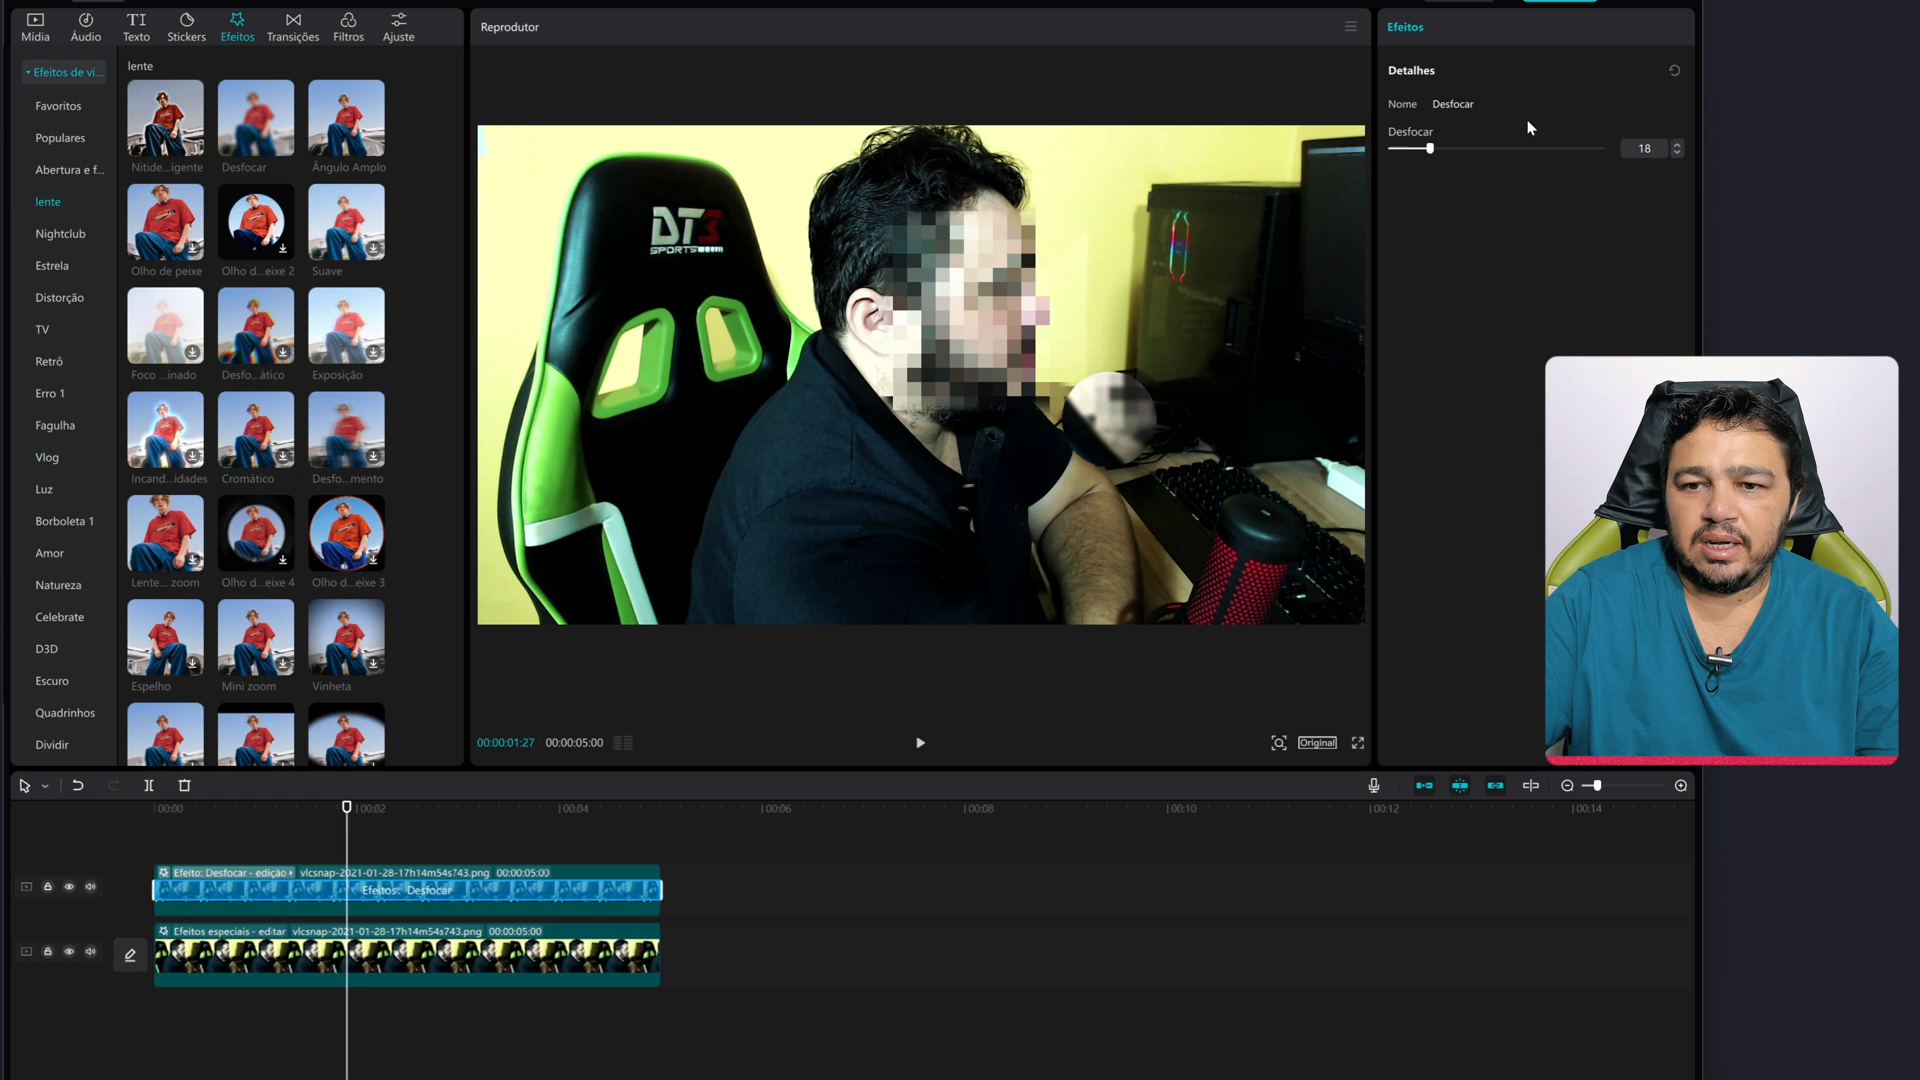 Mídia
Áudio
Texto
Stickers
Efeitos
Transições
Filtros
Ajuste
Efeitos de ví...
Favoritos
Populares
Abertura e f...
lente
Nightclub
Estrela
Distorção
TV
Retrô
Erro 1
Fagulha
Vlog
Luz
Borboleta 1
Amor
Natureza
Celebrate
D3D
Escuro
Quadrinhos
Dividir
lente
Nitide...igente
Desfocar
Ângulo Amplo
Olho de peixe
Olho d...eixe 2
Suave
Foco ...inado
Desfo...ático
Exposição
Incand...idades
Cromático
Desfo...mento
Lente... zoom
Olho d...eixe 4
Olho d...eixe 3
Espelho
Mini zoom
Vinheta
Reprodutor
DT3
SPORTS
00:00:01:27
00:00:05:00
Original
Efeitos
Detalhes
Nome Desfocar
Desfocar
18
00:00
00:02
00:04
00:06
00:08
00:10
00:12
00:14
Efeito: Desfocar - edição vlcsnap-2021-01-28-17h14m54s743.png 00:00:05:00
Efeitos: Desfocar
Efeitos especiais - editar vlcsnap-2021-01-28-17h14m54s743.png 00:00:05:00